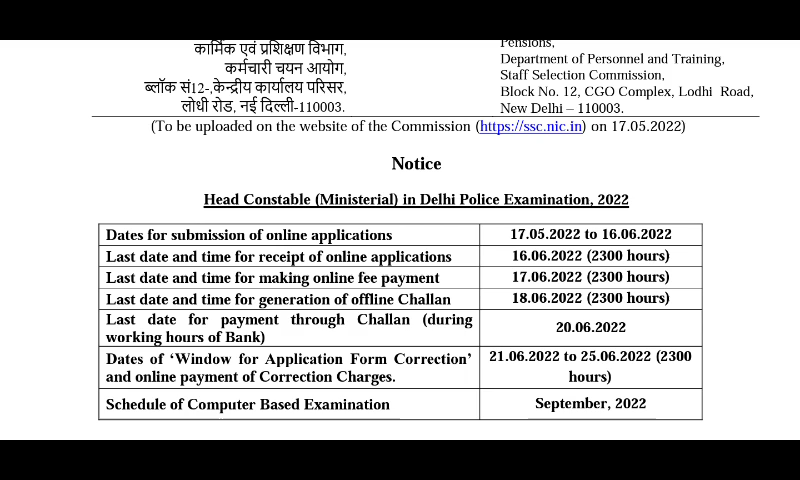 कार्मिक एवं प्रशिक्षण विभाग,
कर्मचारी चयन आयोग,
ब्लॉक सं12-,केन्द्रीय कार्यालय परिसर,
लोधी रोड, नई दिल्ली-110003.
Pensions,
Department of Personnel and Training,
Staff Selection Commission,
Block No. 12, CGO Complex, Lodhi Road,
New Delhi – 110003.
(To be uploaded on the website of the Commission (https://ssc.nic.in) on 17.05.2022)
Notice
Head Constable (Ministerial) in Delhi Police Examination, 2022
Dates for submission of online applications 17.05.2022 to 16.06.2022
Last date and time for receipt of online applications 16.06.2022 (2300 hours)
Last date and time for making online fee payment 17.06.2022 (2300 hours)
Last date and time for generation of offline Challan 18.06.2022 (2300 hours)
Last date for payment through Challan (during
working hours of Bank)
20.06.2022
Dates of ‘Window for Application Form Correction’
and online payment of Correction Charges.
21.06.2022 to 25.06.2022 (2300
hours)
Schedule of Computer Based Examination September, 2022